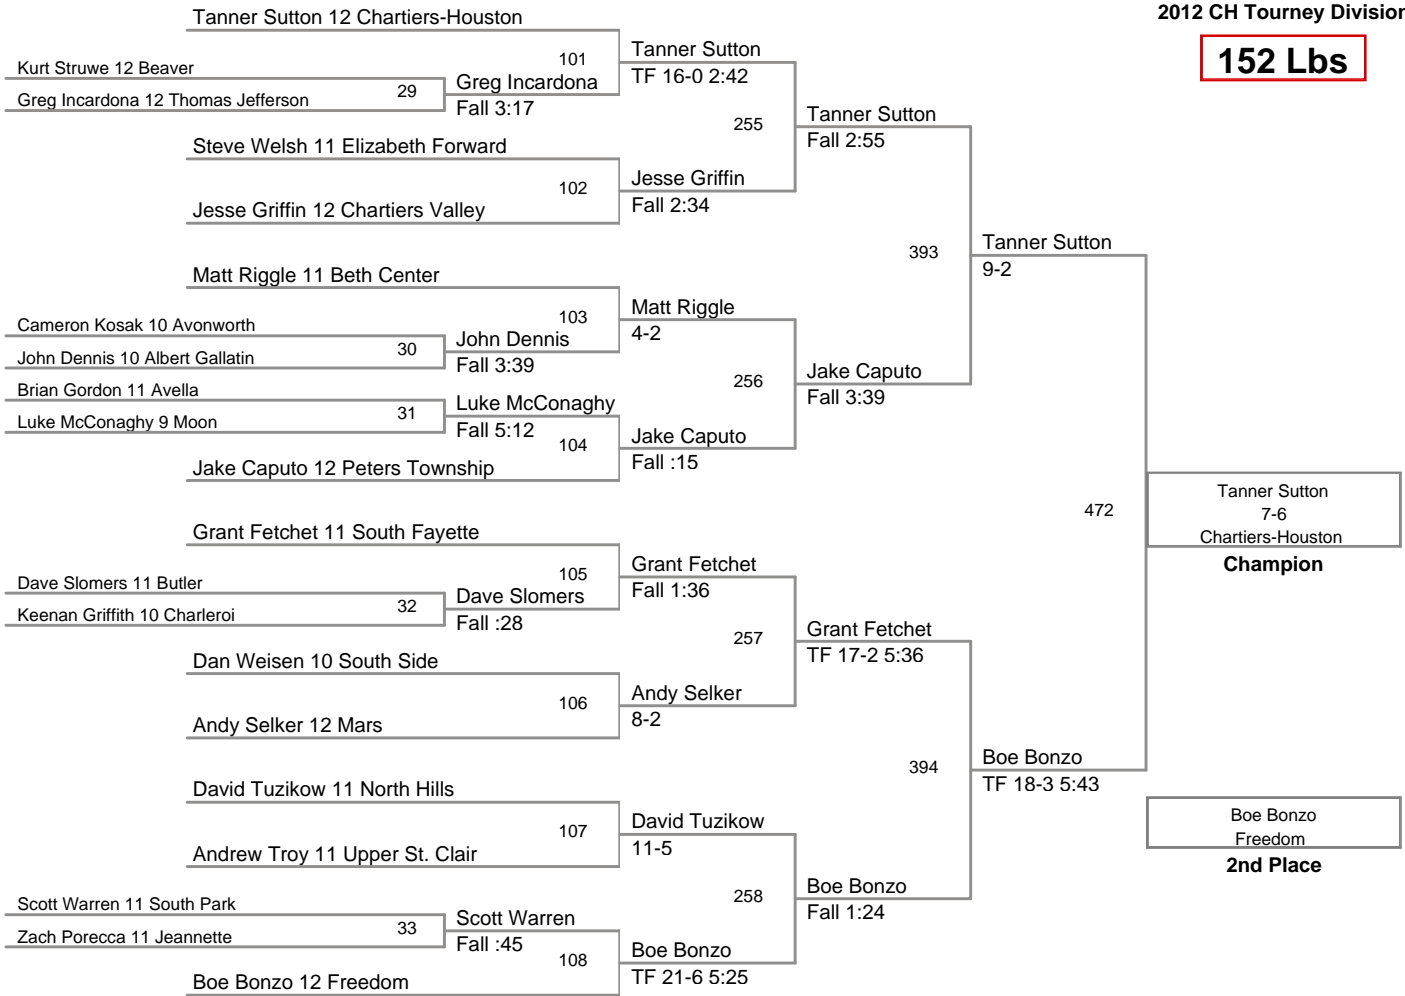 2012 CH Tourney Division
152 Lbs
Tanner Sutton 12 Chartiers-Houston
101
Kurt Struwe 12 Beaver
29
Greg Incardona 12 Thomas Jefferson
Greg Incardona
Fall 3:17
Tanner Sutton
TF 16-0 2:42
255
Steve Welsh 11 Elizabeth Forward
102
Jesse Griffin 12 Chartiers Valley
Jesse Griffin
Fall 2:34
Tanner Sutton
Fall 2:55
393
Matt Riggle 11 Beth Center
103
Cameron Kosak 10 Avonworth
30
John Dennis 10 Albert Gallatin
John Dennis
Fall 3:39
Matt Riggle
4-2
256
Brian Gordon 11 Avella
31
Luke McConaghy 9 Moon
Luke McConaghy
Fall 5:12
104
Jake Caputo 12 Peters Township
Jake Caputo
Fall :15
Jake Caputo
Fall 3:39
Tanner Sutton
9-2
472
Grant Fetchet 11 South Fayette
105
Dave Slomers 11 Butler
32
Keenan Griffith 10 Charleroi
Dave Slomers
Fall :28
Grant Fetchet
Fall 1:36
257
Dan Weisen 10 South Side
106
Andy Selker 12 Mars
Andy Selker
8-2
Grant Fetchet
TF 17-2 5:36
394
David Tuzikow 11 North Hills
107
Andrew Troy 11 Upper St. Clair
David Tuzikow
11-5
258
Scott Warren 11 South Park
33
Zach Porecca 11 Jeannette
Scott Warren
Fall :45
108
Boe Bonzo 12 Freedom
Boe Bonzo
TF 21-6 5:25
Boe Bonzo
Fall 1:24
Boe Bonzo
TF 18-3 5:43
Tanner Sutton
7-6
Chartiers-Houston
Champion
Boe Bonzo
Freedom
2nd Place